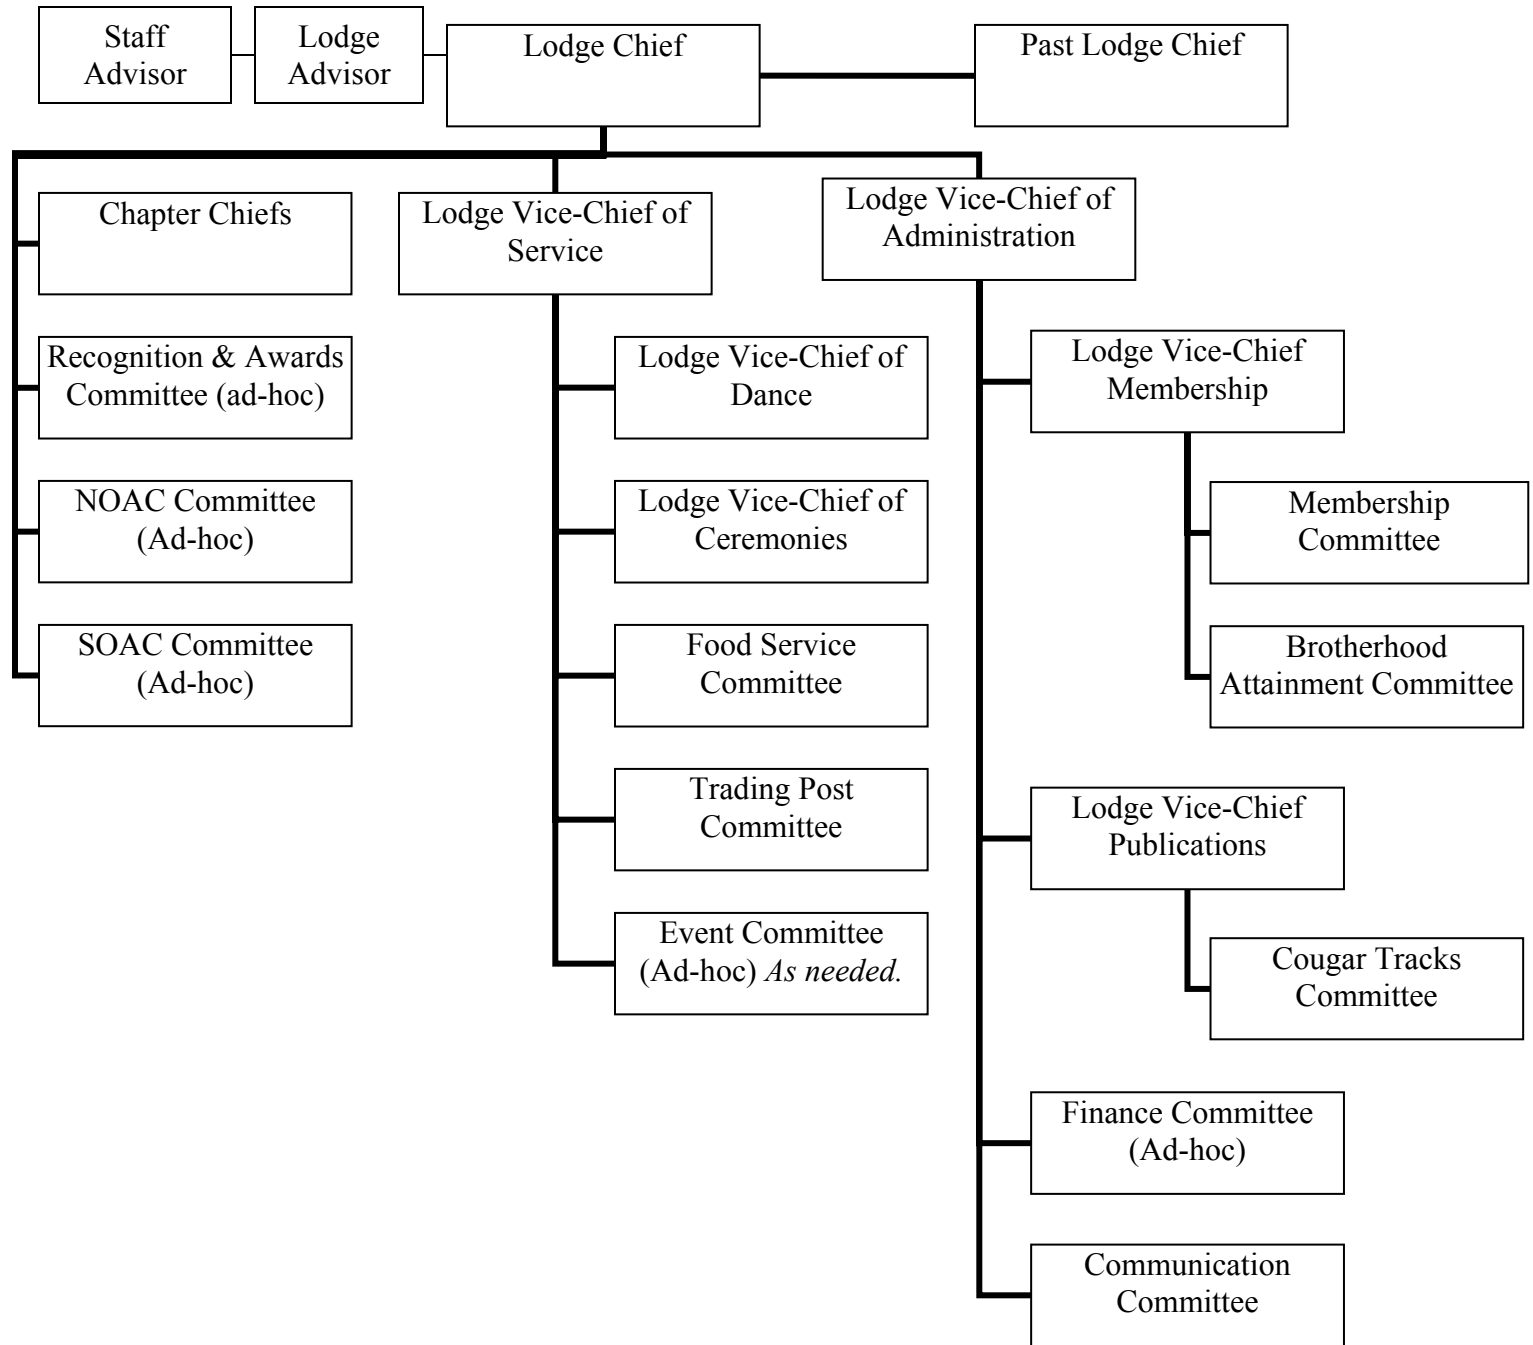 Staff
Advisor
Lodge
Advisor
Lodge Chief
Past Lodge Chief
Chapter Chiefs
Recognition & Awards
Committee (ad-hoc)
NOAC Committee
(Ad-hoc)
SOAC Committee
(Ad-hoc)
Lodge Vice-Chief of
Service
Lodge Vice-Chief of
Dance
Lodge Vice-Chief of
Ceremonies
Food Service
Committee
Trading Post
Committee
Event Committee
(Ad-hoc) As needed.
Lodge Vice-Chief of
Administration
Lodge Vice-Chief
Membership
Membership
Committee
Brotherhood
Attainment Committee
Lodge Vice-Chief
Publications
Cougar Tracks
Committee
Finance Committee
(Ad-hoc)
Communication
Committee